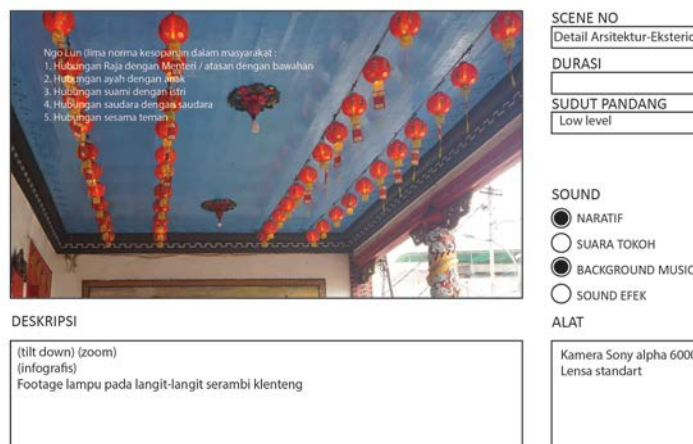 Ngo Lun (lima norma kesopanan dalam masyarakat :
1. Hubungan Raja dengan Menteri / atasan dengan bawahan
2. Hubungan ayah dengan anak
3. Hubungan suami dengan istri
4. Hubungan saudara dengan saudara
5. Hubungan sesama teman
SCENE NO
Detail Arsitektur-Eksterio
DURASI
SUDUT PANDANG
Low level
SOUND
NARATIF
SUARA TOKOH
BACKGROUND MUSIC
SOUND EFEK
DESKRIPSI
(tilt down) (zoom)
(infografis)
Footage lampu pada langit-langit serambi klenteng
ALAT
Kamera Sony alpha 6000
Lensa standart